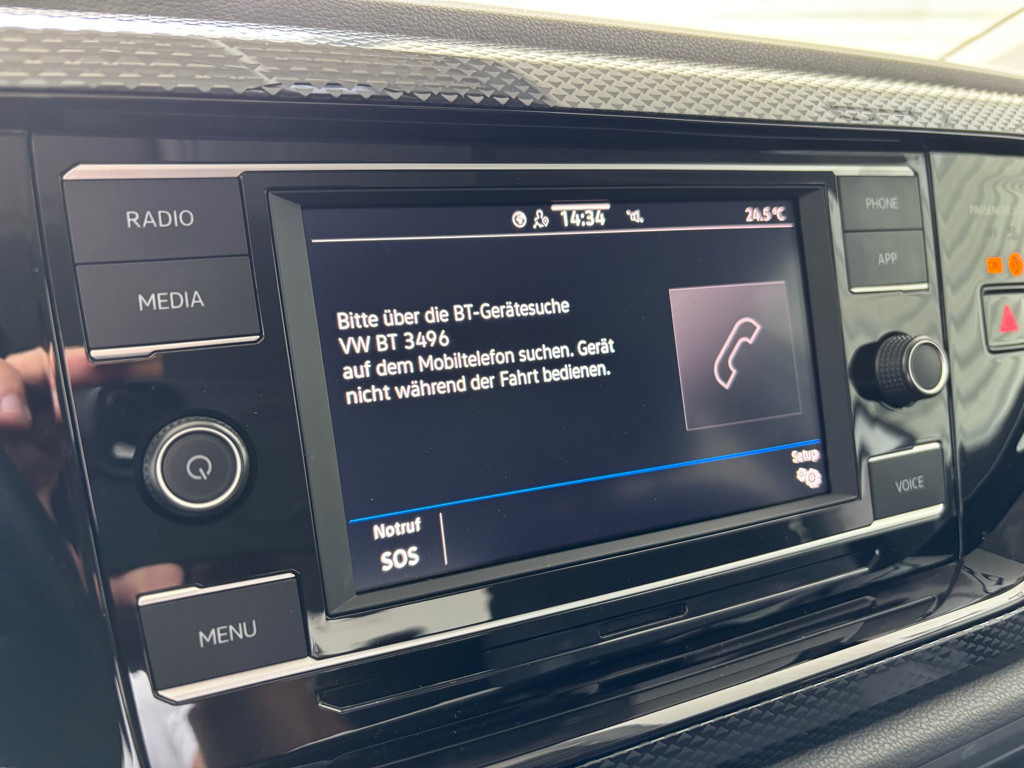 RADIO
MEDIA
MENU
14:34
24.5°C
Bitte über die BT-Gerätesuche
VW BT 3496
auf dem Mobiltelefon suchen. Gerät
nicht während der Fahrt bedienen.
Setup
Notruf
SOS
PHONE
APP
VOICE